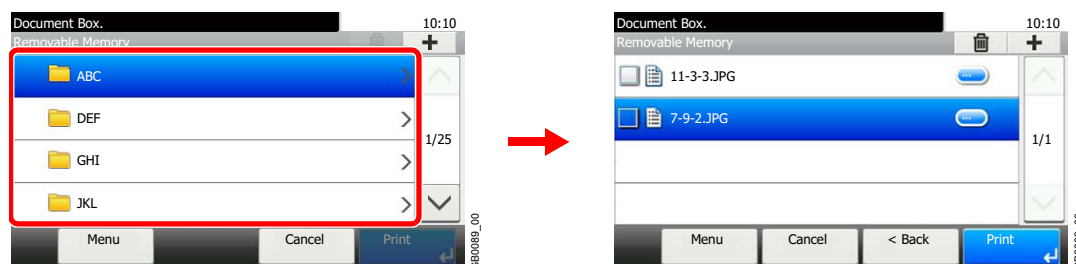 Document Box.
10:10
Removable Memory
ABC
DEF
1/25
GHI
JKL
Menu
Cancel
Print
Document Box.
10:10
Removable Memory
11-3-3.JPG
7-9-2.JPG
1/1
Menu
Cancel
< Back
Print